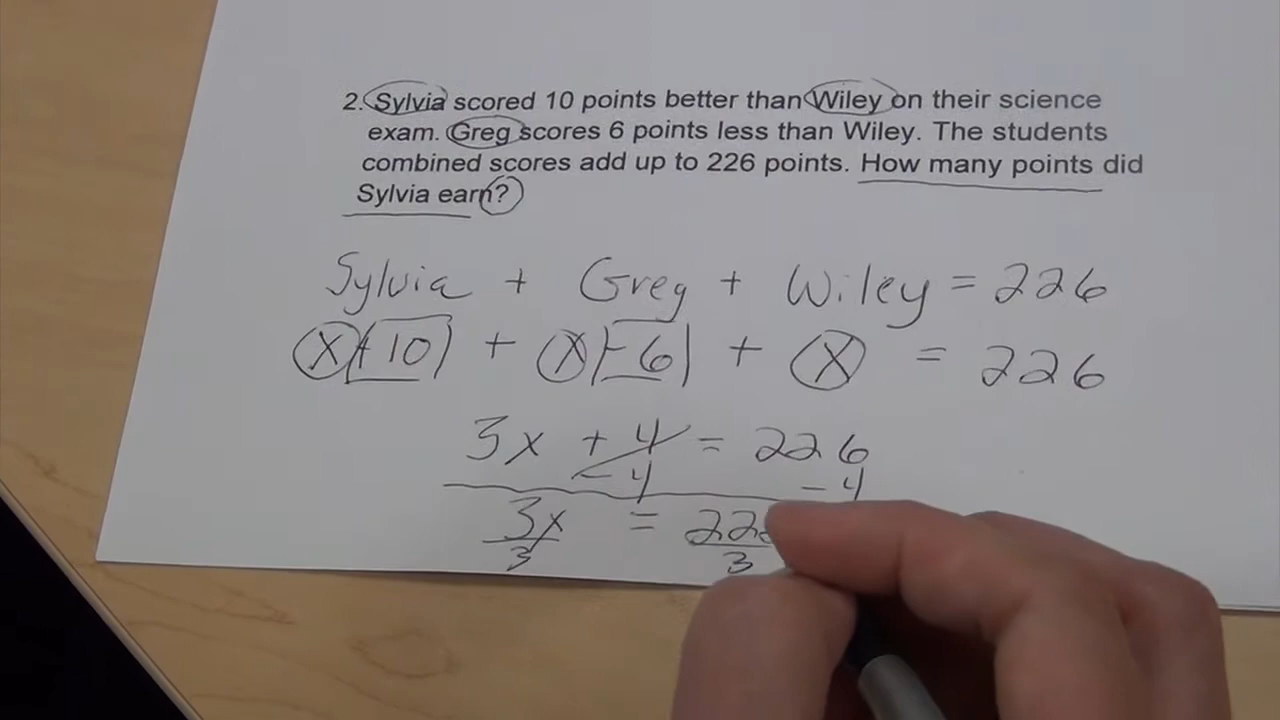 2. Sylvia scored 10 points better than Wiley on their science
exam. Greg scores 6 points less than Wiley. The students
combined scores add up to 226 points. How many points did
Sylvia earn?
Sylvia + Greg + Wiley = 226
x+10 + x-6 + x = 226
3x + 4 = 226
-4 -4
3x = 222
3 3